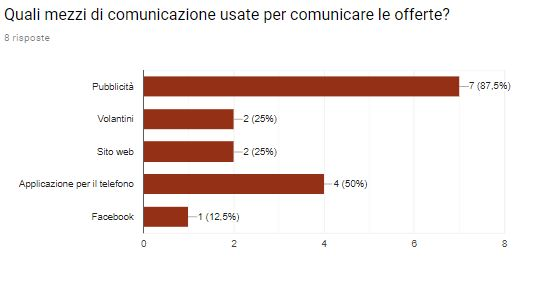 Quali mezzi di comunicazione usate per comunicare le offerte?
8 risposte
Pubblicità 7 (87,5%)
Volantini 2 (25%)
Sito web 2 (25%)
Applicazione per il telefono 4 (50%)
Facebook 1 (12,5%)
0 2 4 6 8